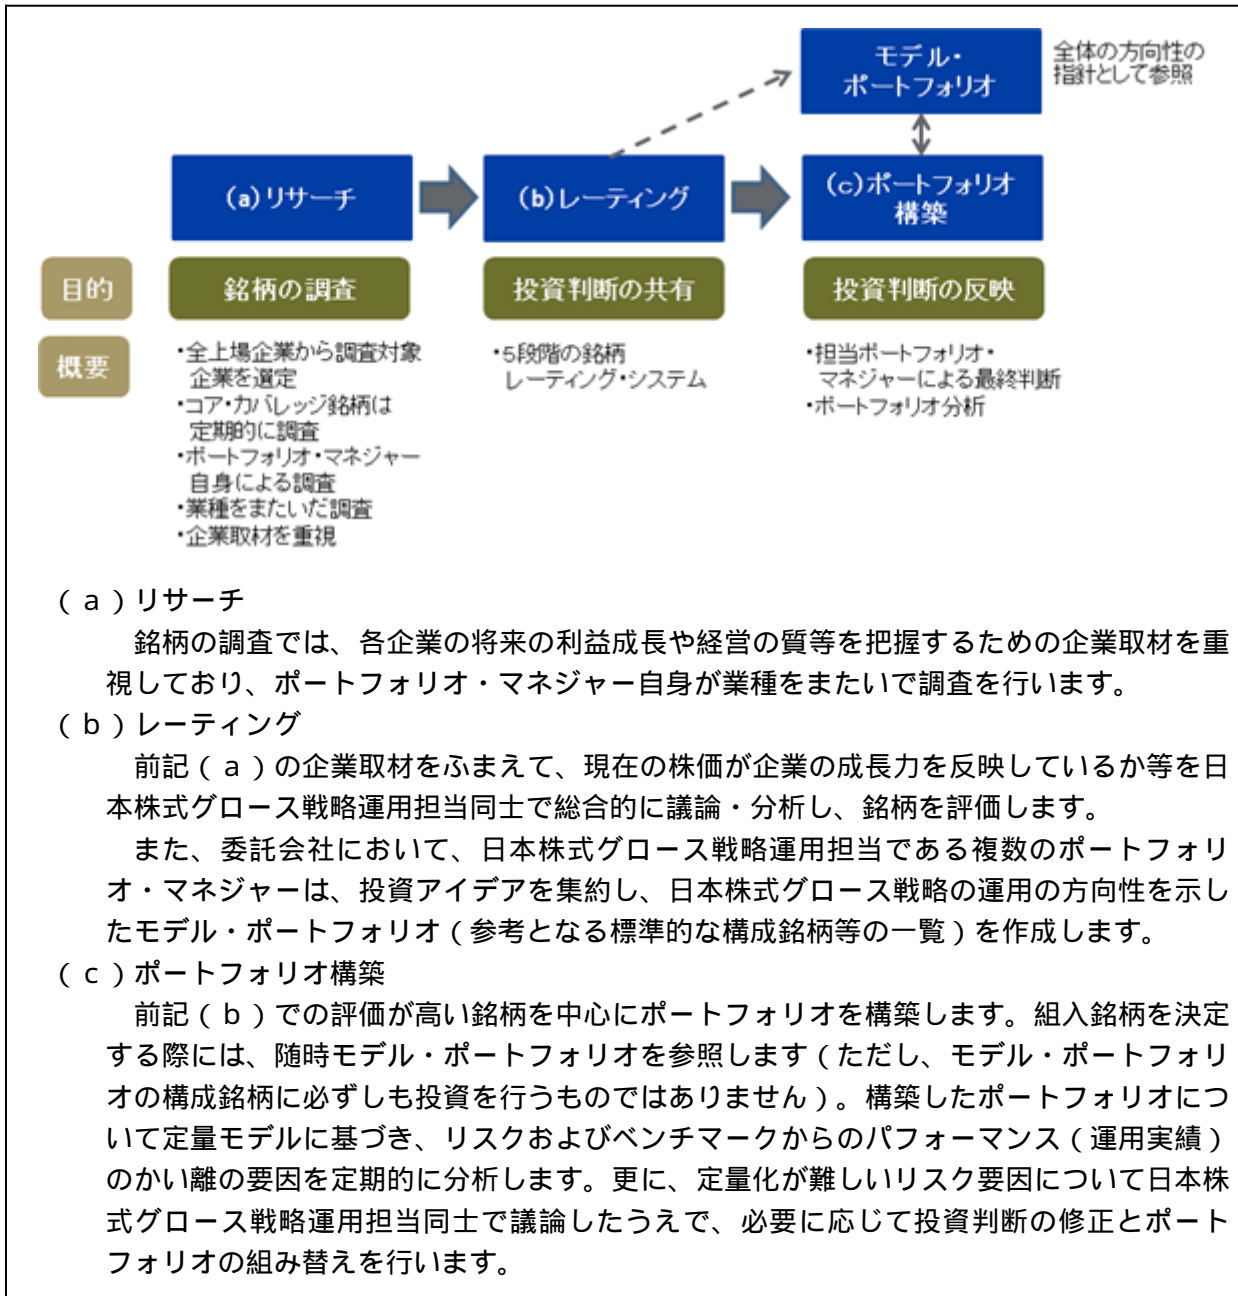 モデル・
ポートフォリオ
全体の方向性の
指針として参照
(a)リサーチ
(b)レーティング
(c)ポートフォリオ
構築
目的
銘柄の調査
投資判断の共有
投資判断の反映
概要
・全上場企業から調査対象
企業を選定
・コア・カバレッジ銘柄は
定期的に調査
・ポートフォリオ・マネジャー
自身による調査
・業種をまたいだ調査
・企業取材を重視
・5段階の銘柄
レーティング・システム
・担当ポートフォリオ・
マネジャーによる最終判断
・ポートフォリオ分析
(a)リサーチ
銘柄の調査では、各企業の将来の利益成長や経営の質等を把握するための企業取材を重
視しており、ポートフォリオ・マネジャー自身が業種をまたいで調査を行います。
(b)レーティング
前記(a)の企業取材をふまえて、現在の株価が企業の成長力を反映しているか等を日
本株式グロース戦略運用担当同士で総合的に議論・分析し、銘柄を評価します。
また、委託会社において、日本株式グロース戦略運用担当である複数のポートフォリ
オ・マネジャーは、投資アイデアを集約し、日本株式グロース戦略の運用の方向性を示し
たモデル・ポートフォリオ(参考となる標準的な構成銘柄等の一覧)を作成します。
(c)ポートフォリオ構築
前記(b)での評価が高い銘柄を中心にポートフォリオを構築します。組入銘柄を決定
する際には、随時モデル・ポートフォリオを参照します(ただし、モデル・ポートフォリ
オの構成銘柄に必ずしも投資を行うものではありません)。構築したポートフォリオにつ
いて定量モデルに基づき、リスクおよびベンチマークからのパフォーマンス(運用実績)
のかい離の要因を定期的に分析します。更に、定量化が難しいリスク要因について日本株
式グロース戦略運用担当同士で議論したうえで、必要に応じて投資判断の修正とポート
フォリオの組み替えを行います。